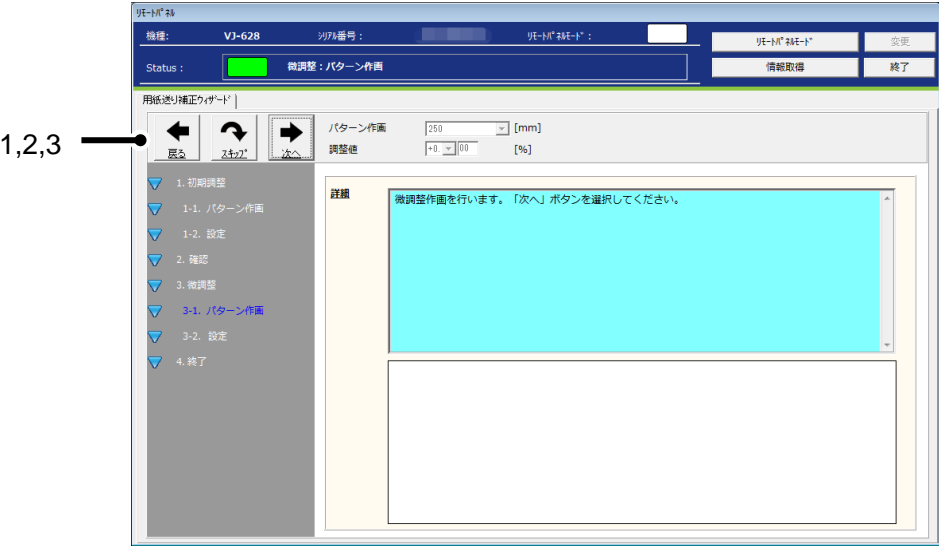 ﾘﾓｰﾄﾊﾟﾈﾙ
機種: VJ-628 ｼﾘｱﾙ番号： ﾘﾓｰﾄﾊﾟﾈﾙﾓｰﾄﾞ： ﾘﾓｰﾄﾊﾟﾈﾙﾓｰﾄﾞ 変更
Status： 微調整：パターン作画 情報取得 終了
用紙送り補正ｳｨｻﾞｰﾄﾞ
1,2,3
戻る ｽｷｯﾌﾟ 次へ
パターン作画 250 [mm]
調整値 +0. 00 [%]
1. 初期調整
1-1. パターン作画
1-2. 設定
2. 確認
3. 微調整
3-1. パターン作画
3-2. 設定
4. 終了
詳細
微調整作画を行います。「次へ」ボタンを選択してください。